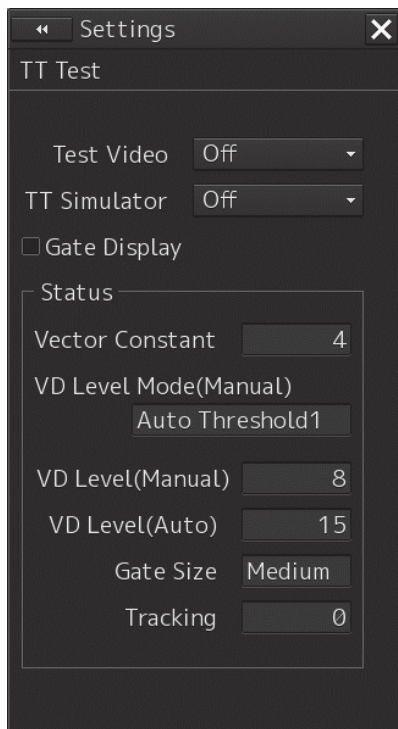 Settings
TT Test
Test Video Off
TT Simulator Off
Gate Display
Status
Vector Constant 4
VD Level Mode(Manual)
Auto Threshold1
VD Level(Manual) 8
VD Level(Auto) 15
Gate Size Medium
Tracking 0